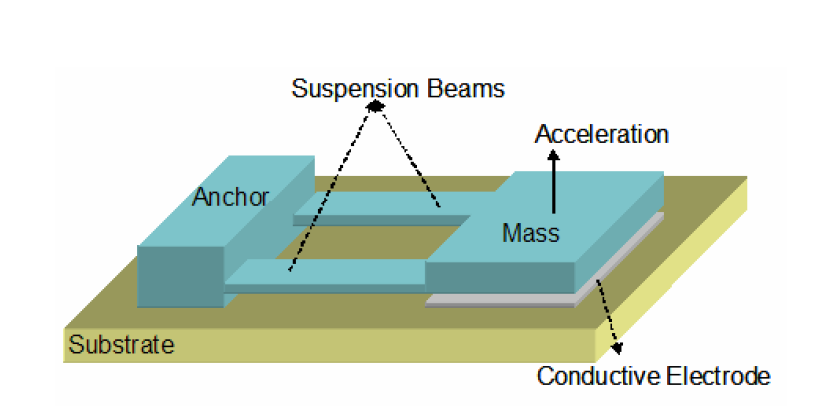 Suspension Beams
Acceleration
Anchor
Mass
Substrate
Conductive Electrode